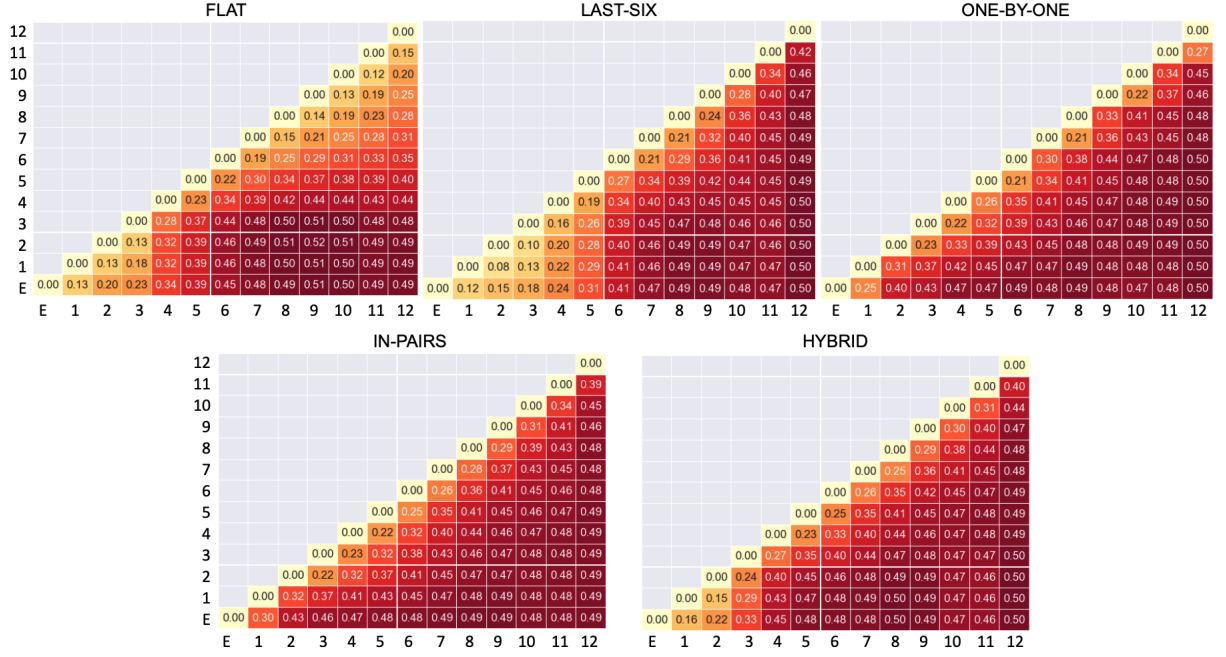 FLAT LAST-SIX ONE-BY-ONE
12 0.00 0.00 0.00
11 0.00 0.15 0.00 0.42 0.00 0.27
10 0.00 0.12 0.20 0.00 0.34 0.46 0.00 0.34 0.45
9 0.00 0.13 0.19 0.25 0.00 0.28 0.40 0.47 0.00 0.22 0.37 0.46
8 0.00 0.14 0.19 0.23 0.28 0.00 0.24 0.36 0.43 0.48 0.00 0.33 0.41 0.45 0.48
7 0.00 0.15 0.21 0.25 0.28 0.31 0.00 0.21 0.32 0.40 0.45 0.49 0.00 0.21 0.36 0.43 0.45 0.48
6 0.00 0.19 0.25 0.29 0.31 0.33 0.35 0.00 0.21 0.29 0.36 0.41 0.45 0.49 0.00 0.30 0.38 0.44 0.47 0.48 0.50
5 0.00 0.22 0.30 0.34 0.37 0.38 0.39 0.40 0.00 0.27 0.34 0.39 0.42 0.44 0.45 0.49 0.00 0.21 0.34 0.41 0.45 0.48 0.48 0.50
4 0.00 0.23 0.34 0.39 0.42 0.44 0.44 0.43 0.44 0.00 0.19 0.34 0.40 0.43 0.45 0.45 0.45 0.50 0.00 0.26 0.35 0.41 0.45 0.47 0.48 0.48 0.50
3 0.00 0.28 0.37 0.44 0.48 0.50 0.51 0.50 0.48 0.48 0.00 0.16 0.26 0.39 0.45 0.47 0.48 0.46 0.46 0.50 0.00 0.22 0.32 0.39 0.43 0.46 0.47 0.48 0.48 0.50
2 0.00 0.13 0.32 0.39 0.46 0.49 0.51 0.52 0.51 0.49 0.49 0.00 0.10 0.20 0.28 0.40 0.46 0.49 0.49 0.47 0.46 0.50 0.00 0.23 0.33 0.39 0.43 0.45 0.48 0.48 0.49 0.49 0.50
1 0.00 0.13 0.18 0.32 0.39 0.46 0.48 0.50 0.51 0.50 0.49 0.49 0.00 0.08 0.13 0.22 0.29 0.41 0.46 0.49 0.49 0.47 0.47 0.50 0.00 0.31 0.37 0.42 0.45 0.47 0.47 0.49 0.48 0.49 0.48 0.50
E 0.00 0.13 0.20 0.23 0.34 0.39 0.45 0.48 0.49 0.51 0.50 0.49 0.49 0.00 0.12 0.15 0.18 0.24 0.31 0.41 0.47 0.49 0.49 0.47 0.47 0.50 0.00 0.25 0.40 0.43 0.47 0.47 0.48 0.47 0.49 0.48 0.47 0.48 0.50
E 1 2 3 4 5 6 7 8 9 10 11 12 E 1 2 3 4 5 6 7 8 9 10 11 12 E 1 2 3 4 5 6 7 8 9 10 11 12
IN-PAIRS HYBRID
12 0.00 0.00
11 0.00 0.39 0.00 0.40
10 0.00 0.34 0.45 0.00 0.31 0.44
9 0.00 0.31 0.41 0.46 0.00 0.30 0.40 0.47
8 0.00 0.29 0.39 0.43 0.48 0.00 0.29 0.38 0.44 0.48
7 0.00 0.28 0.37 0.43 0.45 0.48 0.00 0.25 0.36 0.41 0.45 0.48
6 0.00 0.26 0.36 0.41 0.45 0.46 0.48 0.00 0.26 0.35 0.42 0.45 0.47 0.49
5 0.00 0.25 0.35 0.41 0.45 0.46 0.47 0.49 0.00 0.25 0.35 0.41 0.45 0.47 0.48 0.49
4 0.00 0.22 0.32 0.40 0.44 0.46 0.47 0.48 0.49 0.00 0.23 0.33 0.40 0.44 0.46 0.47 0.48 0.49
3 0.00 0.23 0.32 0.38 0.43 0.46 0.47 0.48 0.48 0.49 0.00 0.27 0.35 0.40 0.44 0.47 0.48 0.47 0.47 0.50
2 0.00 0.22 0.32 0.37 0.41 0.45 0.47 0.47 0.48 0.48 0.49 0.00 0.24 0.40 0.45 0.46 0.48 0.49 0.49 0.47 0.46 0.50
1 0.00 0.32 0.37 0.41 0.43 0.45 0.47 0.48 0.48 0.48 0.48 0.49 0.00 0.15 0.29 0.43 0.47 0.48 0.49 0.50 0.49 0.47 0.46 0.50
E 0.00 0.30 0.43 0.46 0.47 0.48 0.48 0.49 0.49 0.49 0.48 0.48 0.49 0.00 0.16 0.22 0.33 0.45 0.48 0.48 0.48 0.50 0.49 0.47 0.46 0.50
E 1 2 3 4 5 6 7 8 9 10 11 12 E 1 2 3 4 5 6 7 8 9 10 11 12